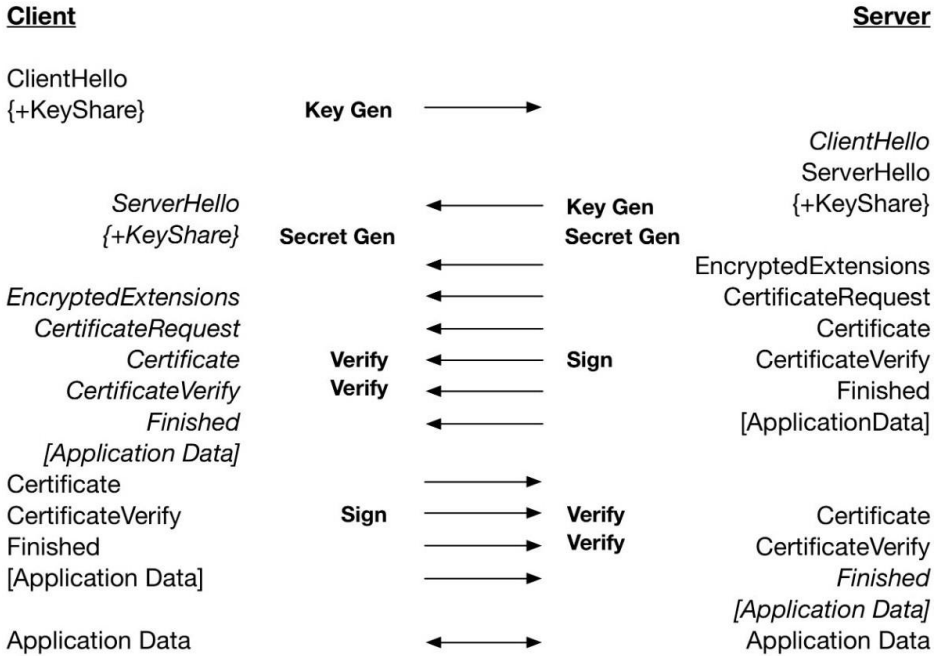 Client Server
ClientHello
{+KeyShare} Key Gen
ClientHello
ServerHello
ServerHello Key Gen {+KeyShare}
{+KeyShare} Secret Gen Secret Gen
EncryptedExtensions
EncryptedExtensions CertificateRequest
CertificateRequest Certificate
Certificate Verify Sign CertificateVerify
CertificateVerify Verify Finished
Finished [ApplicationData]
[Application Data]
Certificate
CertificateVerify Sign Verify Certificate
Finished Verify CertificateVerify
[Application Data] Finished
[Application Data]
Application Data Application Data